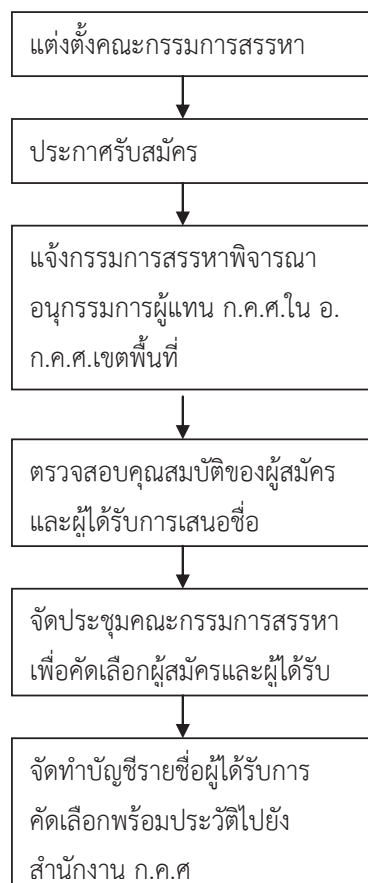 แต่งตั้งคณะกรรมการสรรหา
ประกาศรับสมัคร
แจ้งกรรมการสรรหาพิจารณา
อนุกรรมการผู้แทน ก.ค.ศ.ใน อ.
ก.ค.ศ.เขตพื้นที่
ตรวจสอบคุณสมบัติของผู้สมัคร
และผู้ได้รับการเสนอชื่อ
จัดประชุมคณะกรรมการสรรหา
เพื่อคัดเลือกผู้สมัครและผู้ได้รับ
จัดทำบัญชีรายชื่อผู้ได้รับการ
คัดเลือกพร้อมประวัติไปยัง
สำนักงาน ก.ค.ศ